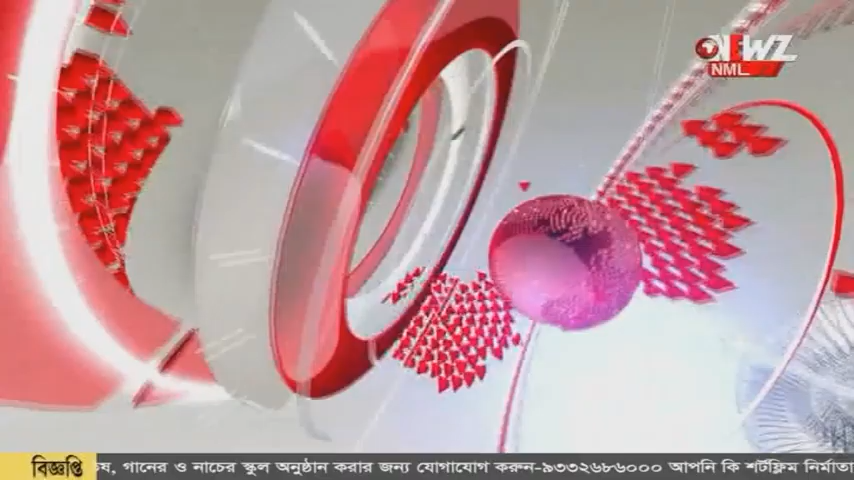 NEWZ
NML
বিজ্ঞপ্তি
ষ, গানের ও নাচের স্কুল অনুষ্ঠান করার জন্য যোগাযোগ করুন-৯৩৩২৬৮৬০০০ আপনি কি শর্টফ্লিম নির্মাতা